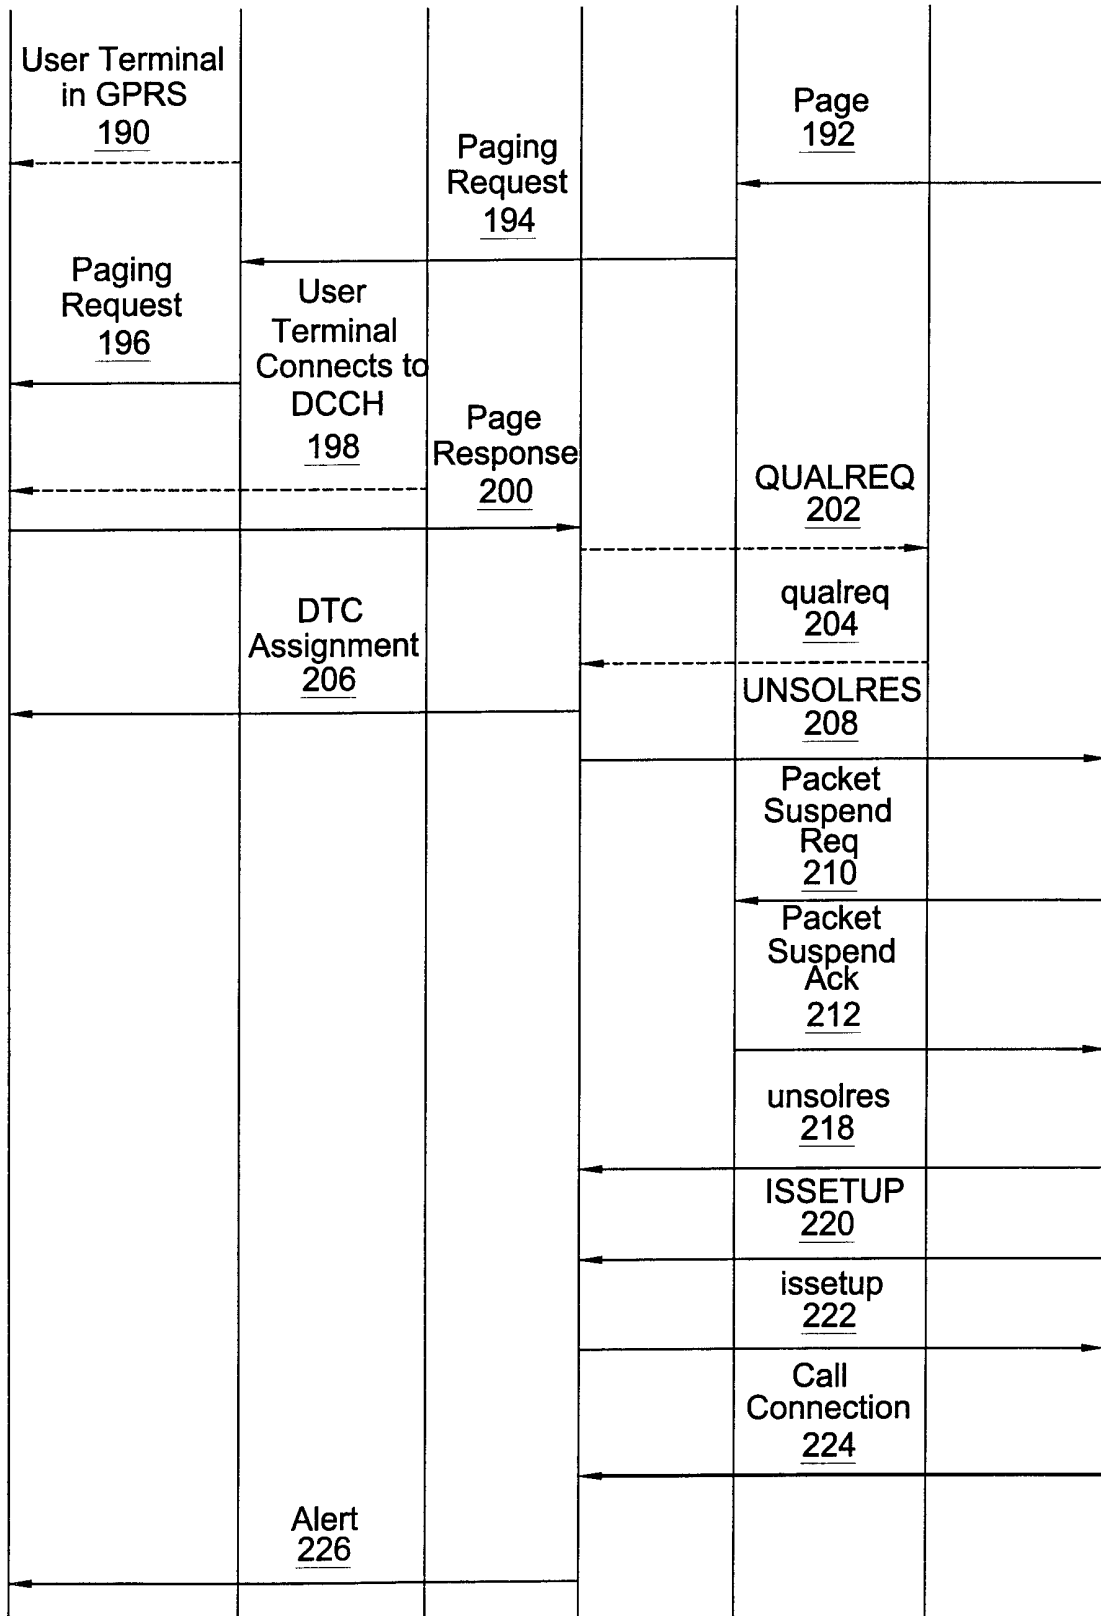 User Terminal
in GPRS
190
Page
192
Paging
Request
194
Paging
Request
196
User
Terminal
Connects to
DCCH
198
Page
Response
200
QUALREQ
202
qualreq
204
DTC
Assignment
206
UNSOLRES
208
Packet
Suspend
Req
210
Packet
Suspend
Ack
212
unsolres
218
ISSETUP
220
issetup
222
Call
Connection
224
Alert
226